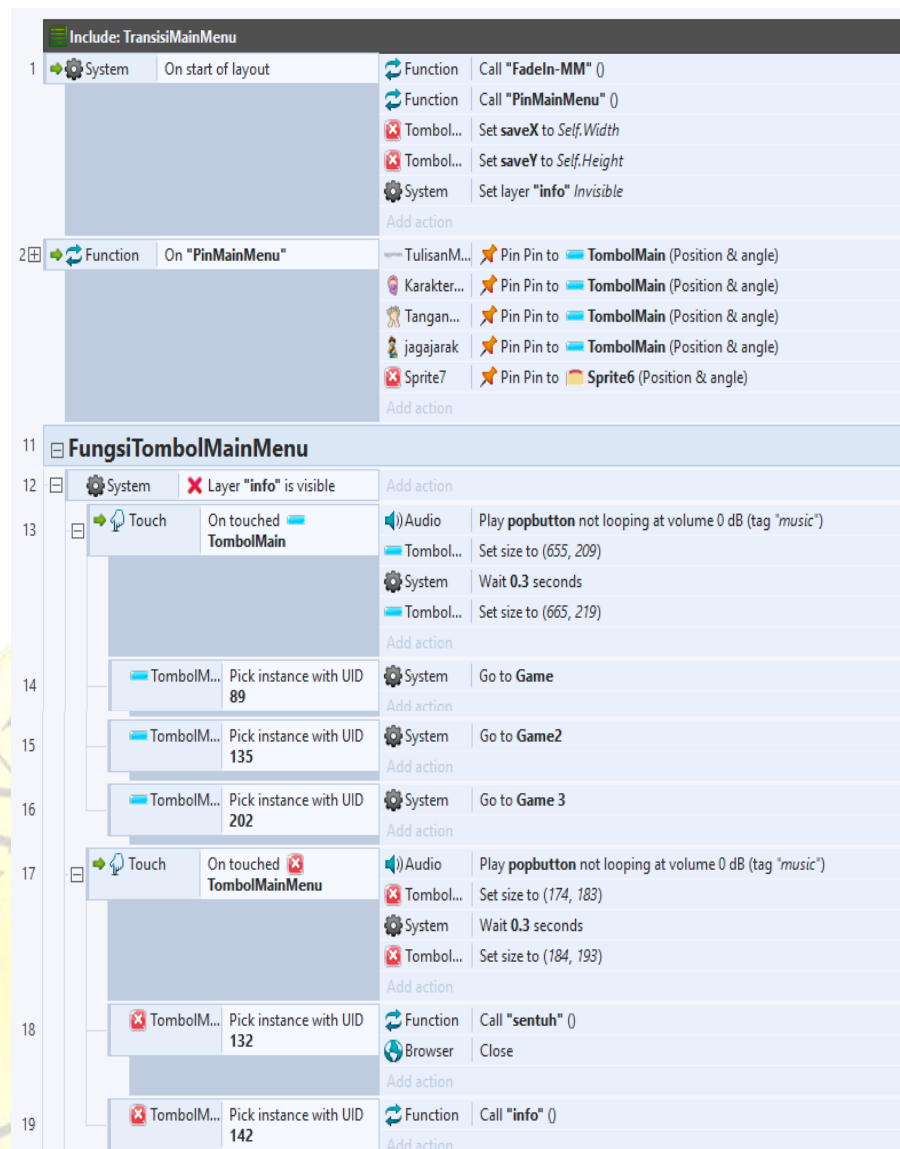 Include: TransisiMainMenu
1 System On start of layout Function Call "FadeIn-MM" ()
Function Call "PinMainMenu" ()
Tombol... Set saveX to Self.Width
Tombol... Set saveY to Self.Height
System Set layer "info" Invisible
Add action
2 Function On "PinMainMenu" TulisanM... Pin Pin to TombolMain (Position & angle)
Karakter... Pin Pin to TombolMain (Position & angle)
Tangan... Pin Pin to TombolMain (Position & angle)
jagajarak Pin Pin to TombolMain (Position & angle)
Sprite7 Pin Pin to Sprite6 (Position & angle)
Add action
11 FungsiTombolMainMenu
12 System Layer "info" is visible Add action
13 Touch On touched TombolMain Audio Play popbutton not looping at volume 0 dB (tag "music")
Tombol... Set size to (655, 209)
System Wait 0.3 seconds
Tombol... Set size to (665, 219)
Add action
14 TombolM... Pick instance with UID 89 System Go to Game
Add action
15 TombolM... Pick instance with UID 135 System Go to Game2
Add action
16 TombolM... Pick instance with UID 202 System Go to Game 3
Add action
17 Touch On touched TombolMainMenu Audio Play popbutton not looping at volume 0 dB (tag "music")
Tombol... Set size to (174, 183)
System Wait 0.3 seconds
Tombol... Set size to (184, 193)
Add action
18 TombolM... Pick instance with UID 132 Function Call "sentuh" ()
Browser Close
Add action
19 TombolM... Pick instance with UID 142 Function Call "info" ()
Add action